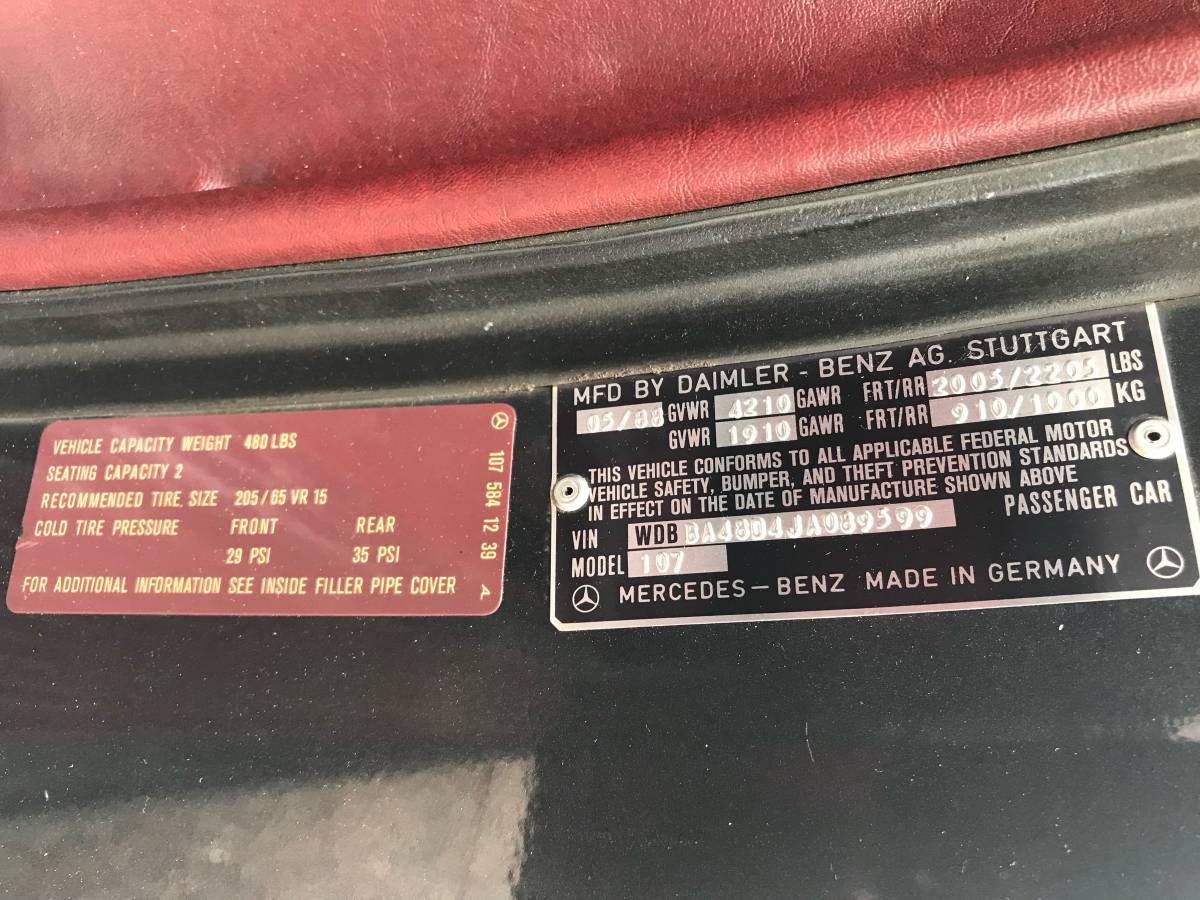 VEHICLE CAPACITY WEIGHT 480 LBS
SEATING CAPACITY 2
RECOMMENDED TIRE SIZE 205/65 VR 15
COLD TIRE PRESSURE FRONT REAR
29 PSI 35 PSI
FOR ADDITIONAL INFORMATION SEE INSIDE FILLER PIPE COVER
107 584 12 39 A
MFD BY DAIMLER - BENZ AG. STUTTGART
05/88 GVWR 4210 GAWR FRT/RR 2005/2205 LBS
GVWR 1910 GAWR FRT/RR 910/1000 KG
THIS VEHICLE CONFORMS TO ALL APPLICABLE FEDERAL MOTOR
VEHICLE SAFETY, BUMPER, AND THEFT PREVENTION STANDARDS
IN EFFECT ON THE DATE OF MANUFACTURE SHOWN ABOVE
VIN WDB BA48D4JA089599 PASSENGER CAR
MODEL 107
MERCEDES - BENZ MADE IN GERMANY